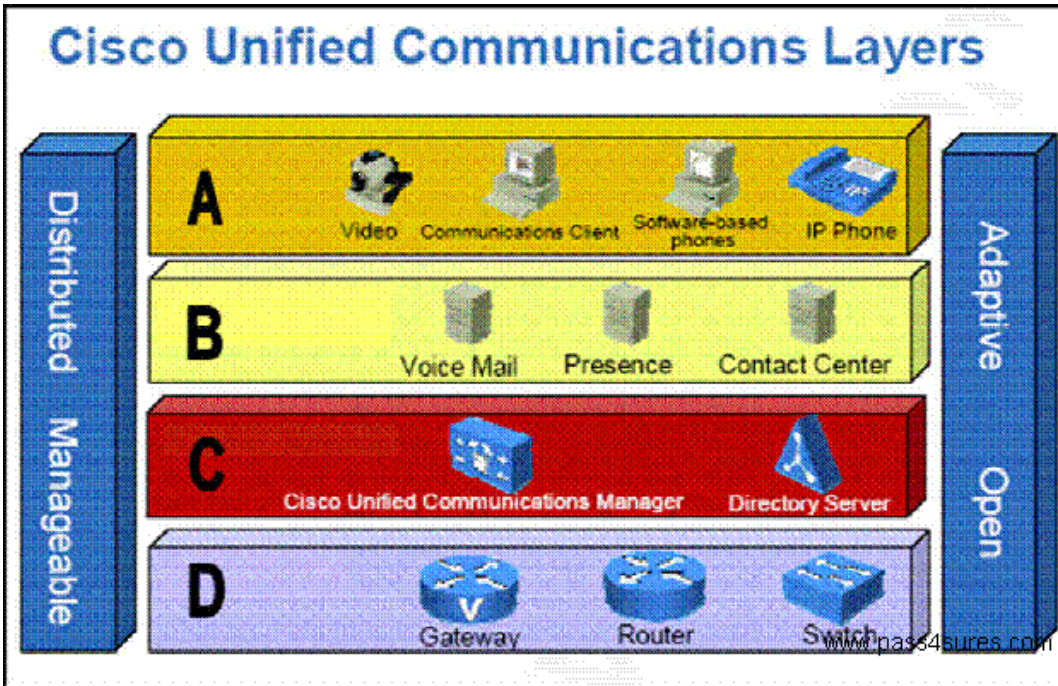 Cisco Unified Communications Layers
Distributed Manageable
A
Video
Communications Client
Software-based
phones
IP Phone
B
Voice Mail
Presence
Contact Center
C
Cisco Unified Communications Manager
Directory Server
D
Gateway
V
Router
Switch
Adaptive Open
www.pass4sures.com